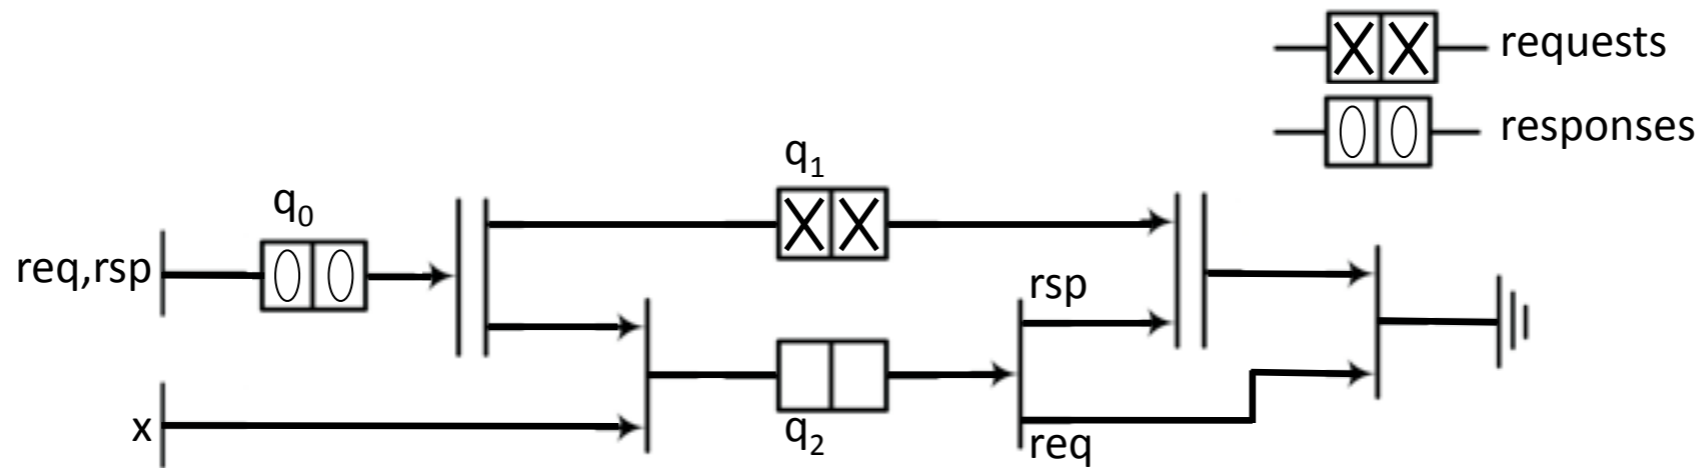 requests
responses
q1
q0
req,rsp
rsp
x
q2
req